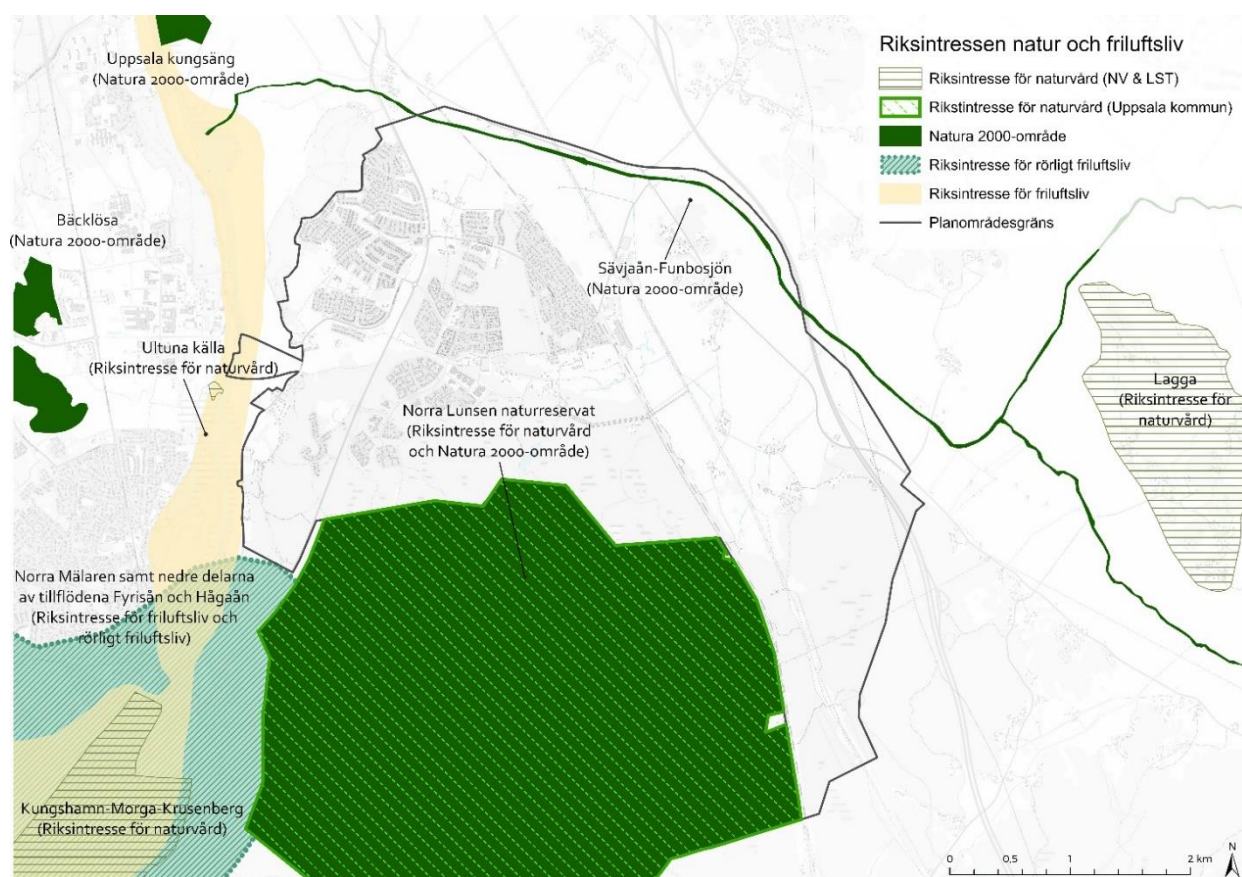 Uppsala kungsäng
(Natura 2000-område)
Riksintressen natur och friluftsliv
Riksintresse för naturvård (NV & LST)
Rikstintresse för naturvård (Uppsala kommun)
Natura 2000-område
Riksintresse för rörligt friluftsliv
Riksintresse för friluftsliv
Planområdesgräns
Bäcklösa
(Natura 2000-område)
Sävjaån-Funbosjön
(Natura 2000-område)
Ultuna källa
(Riksintresse för naturvård)
Lagga
(Riksintresse för
naturvård)
Norra Lunsen naturreservat
(Riksintresse för naturvård
och Natura 2000-område)
Norra Mälaren samt nedre delarna
av tillflödena Fyrisån och Hågaån
(Riksintresse för friluftsliv och
rörligt friluftsliv)
Kungshamn-Morga-Krusenberg
(Riksintresse för naturvård)
0 0,5 1 2 km
N